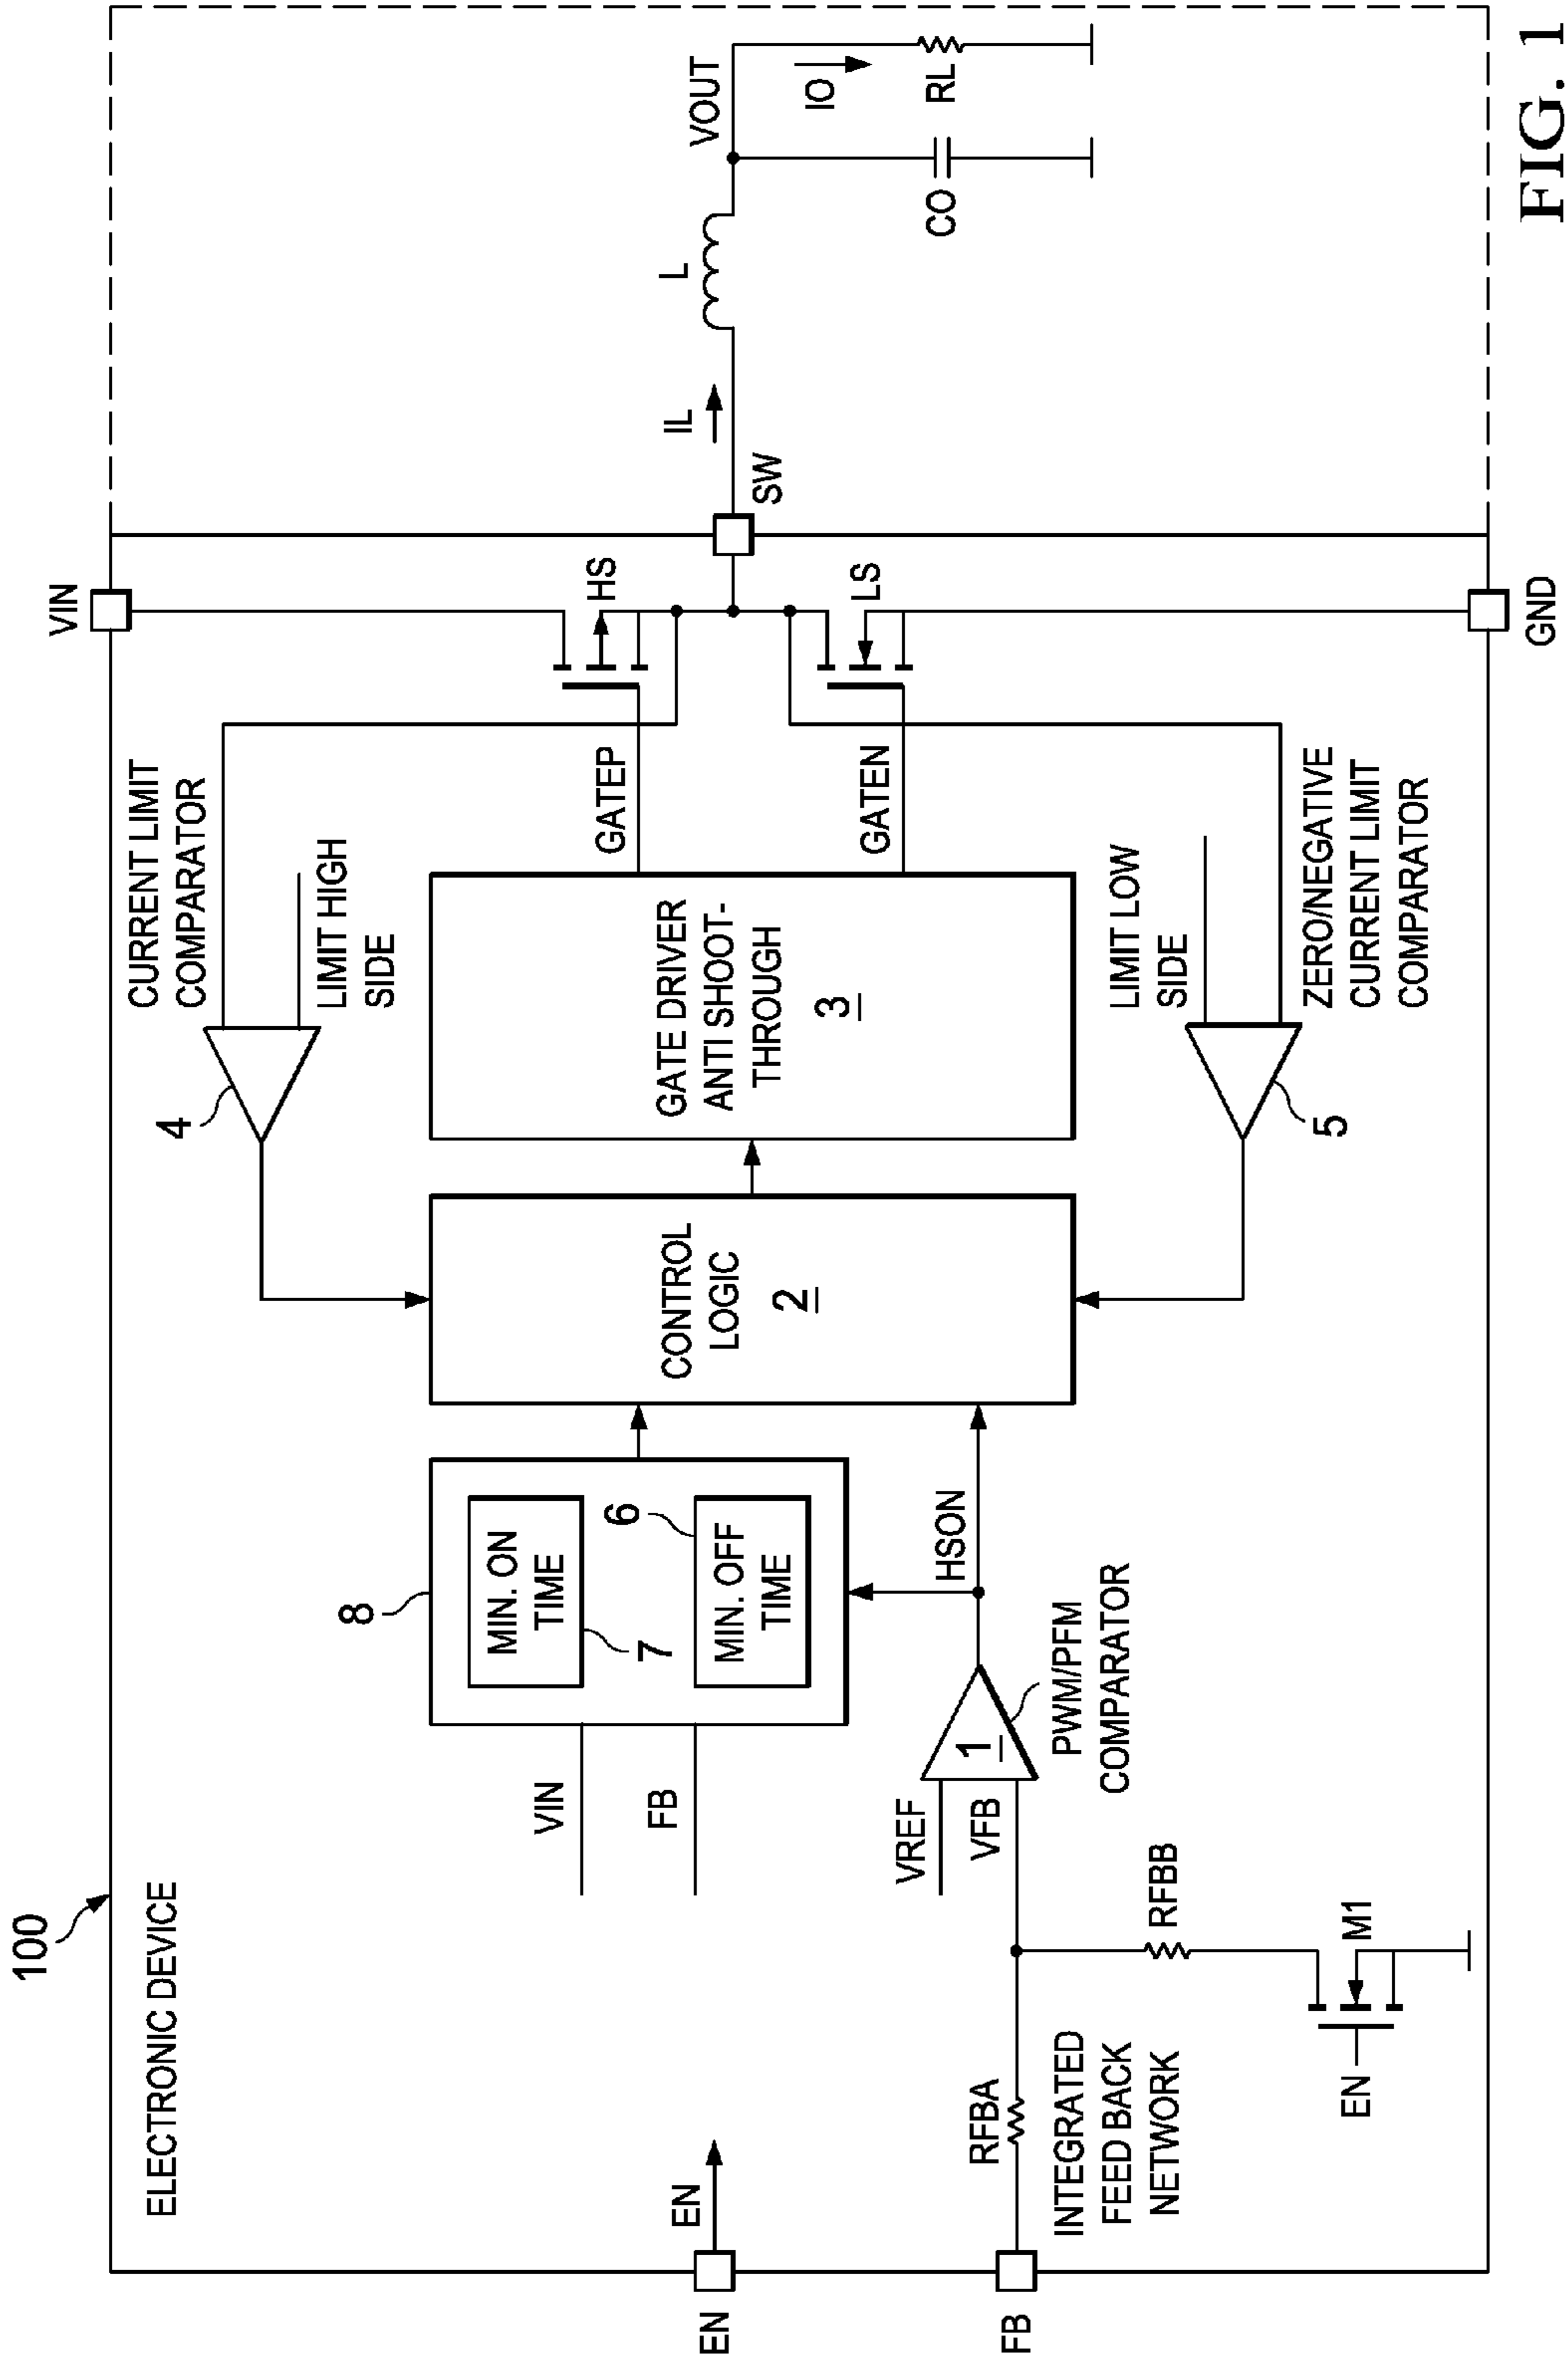 100
ELECTRONIC DEVICE
VIN
CURRENT LIMIT
COMPARATOR
LIMIT HIGH
SIDE
4
8
MIN. ON
TIME
7
MIN. OFF
TIME
6
VIN
FB
CONTROL
LOGIC
2
GATE DRIVER
ANTI SHOOT-
THROUGH
3
GATEP
HS
GATEN
LS
SW
IL
L
VOUT
IO
CO
RL
EN
EN
HSON
VREF
VFB
1
PWM/PFM
COMPARATOR
FB
RFBA
INTEGRATED
FEED BACK
NETWORK
RFBB
EN
M1
LIMIT LOW
SIDE
5
ZERO/NEGATIVE
CURRENT LIMIT
COMPARATOR
GND
FIG. 1